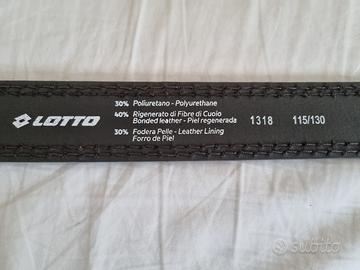 30% Poliuretano - Polyurethane
40% Rigenerato di Fibre di Cuoio
Bonded leather - Piel regenerada
30% Fodera Pelle - Leather Lining
Forro de Piel
LOTTO
1318 115/130
subito